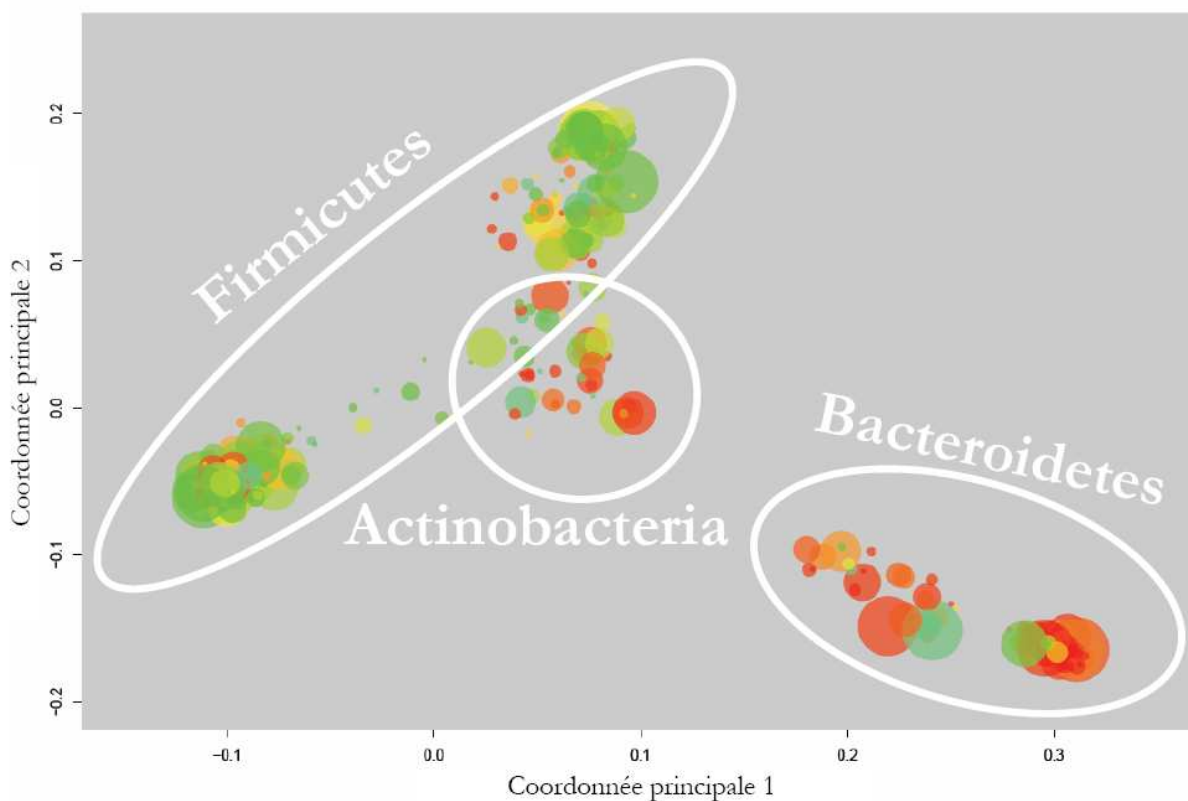 Firmicutes
Actinobacteria
Bacteroidetes
Coordonnée principale 2
0.2
0.1
0.0
-0.1
-0.2
−0.1 0.0 0.1 0.2 0.3
Coordonnée principale 1